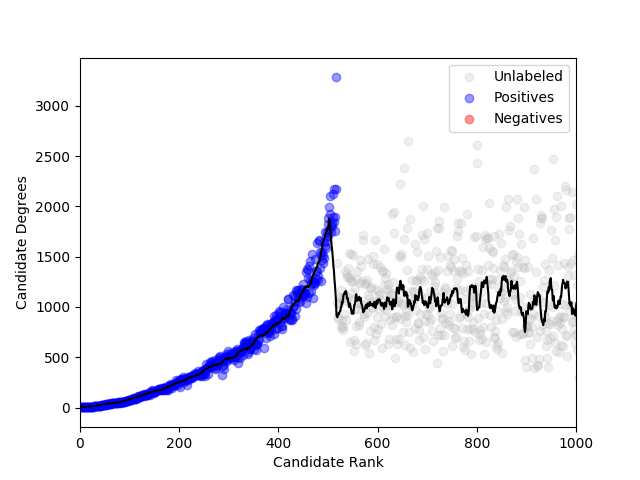 Unlabeled
Positives
Negatives
3000
2500
2000
1500
1000
500
0
Candidate Degrees
0 200 400 600 800 1000
Candidate Rank